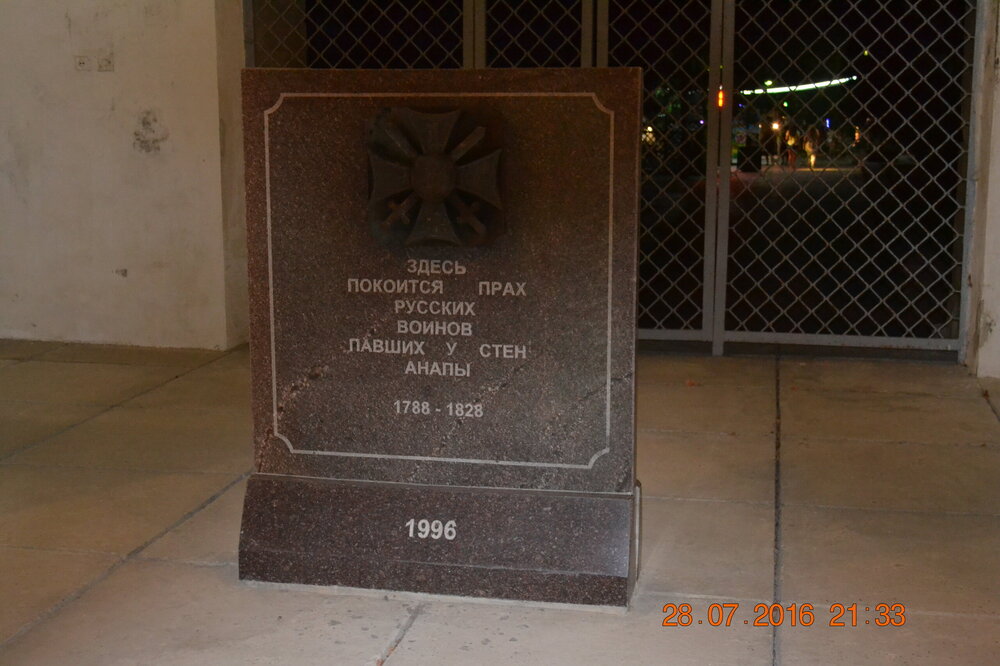 ЗДЕСЬ
ПОКОИТСЯ ПРАХ
РУССКИХ
ВОИНОВ
ПАВШИХ У СТЕН
АНАПЫ
1788 - 1828
1996
28.07.2016 21:33